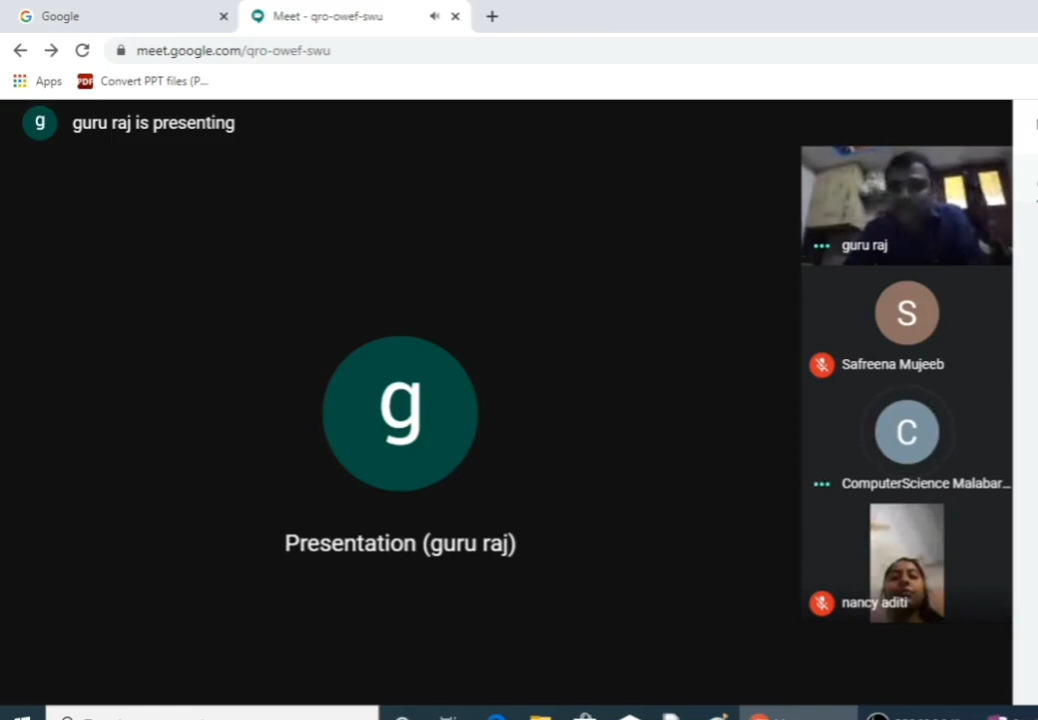 Google
Meet - qro-owef-swu
meet.google.com/qro-owef-swu
Apps
PDF
Convert PPT files (P...
g
guru raj is presenting
guru raj
S
Safreena Mujeeb
C
ComputerScience Malabar...
g
Presentation (guru raj)
nancy aditi